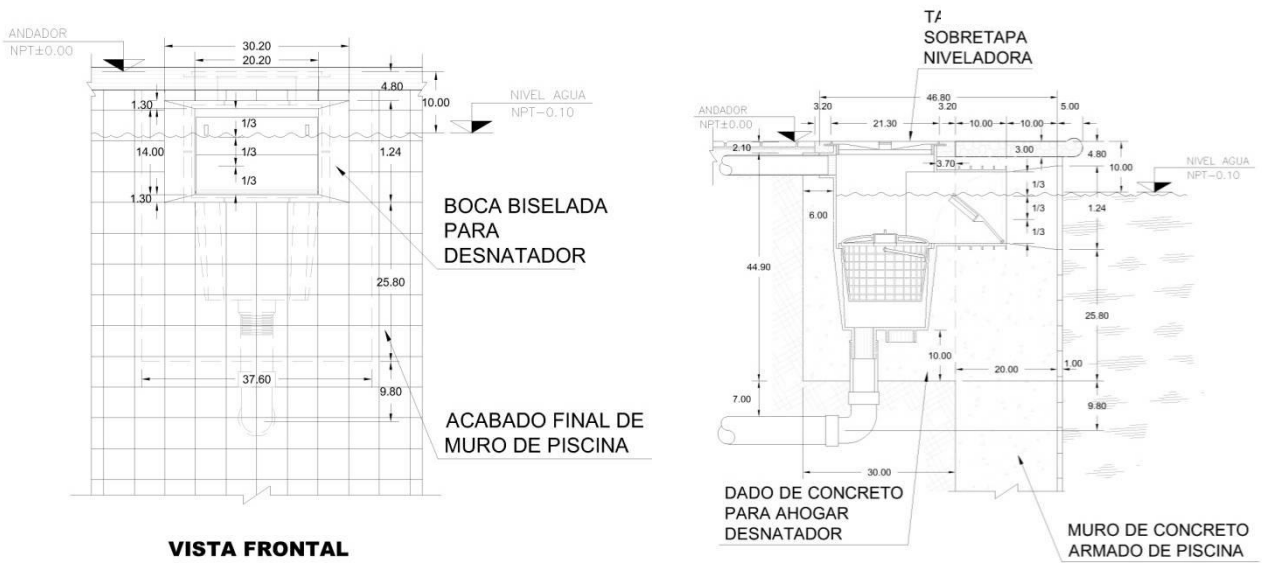 ANDADOR
NPT±0.00
30.20
20.20
4.80
10.00
NIVEL AGUA
NPT-0.10
1.30
1/3
14.00
1/3
1.24
1/3
1.30
BOCA BISELADA
PARA
DESNATADOR
25.80
37.60
9.80
ACABADO FINAL DE
MURO DE PISCINA
VISTA FRONTAL
SOBRETAPA
NIVELADORA
46.80
ANDADOR
NPT±0.00
3.20
3.20
5.00
21.30
10.00
10.00
2.10
3.00
4.80
10.00
NIVEL AGUA
NPT-0.10
3.70
1/3
6.00
1/3
1.24
1/3
44.90
25.80
10.00
20.00
1.00
7.00
9.80
30.00
DADO DE CONCRETO
PARA AHOGAR
DESNATADOR
MURO DE CONCRETO
ARMADO DE PISCINA